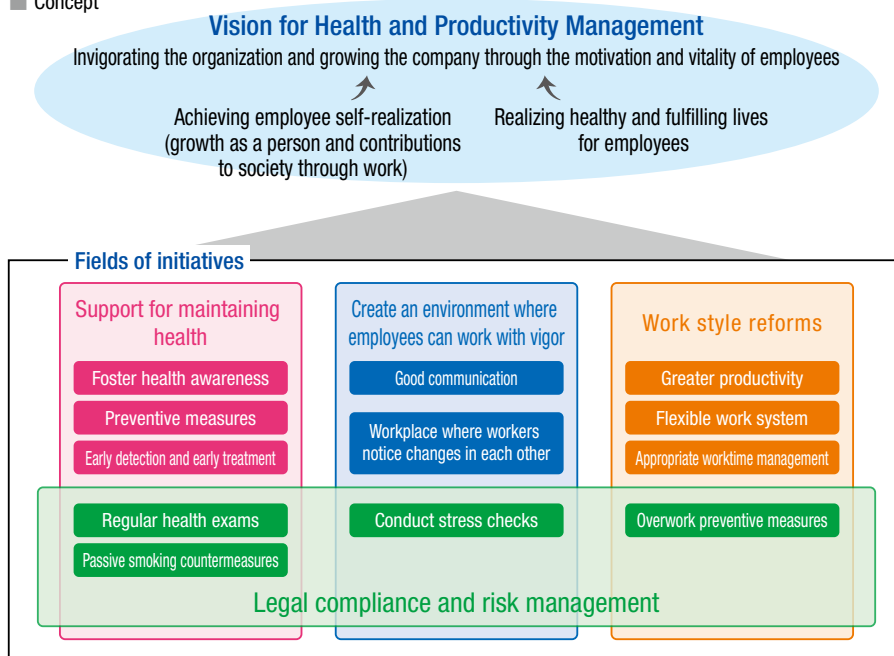 Concept
Vision for Health and Productivity Management
Invigorating the organization and growing the company through the motivation and vitality of employees
Achieving employee self-realization
(growth as a person and contributions
to society through work)
Realizing healthy and fulfilling lives
for employees
Fields of initiatives
Support for maintaining
health
Foster health awareness
Preventive measures
Early detection and early treatment
Regular health exams
Passive smoking countermeasures
Create an environment where
employees can work with vigor
Good communication
Workplace where workers
notice changes in each other
Conduct stress checks
Work style reforms
Greater productivity
Flexible work system
Appropriate worktime management
Overwork preventive measures
Legal compliance and risk management